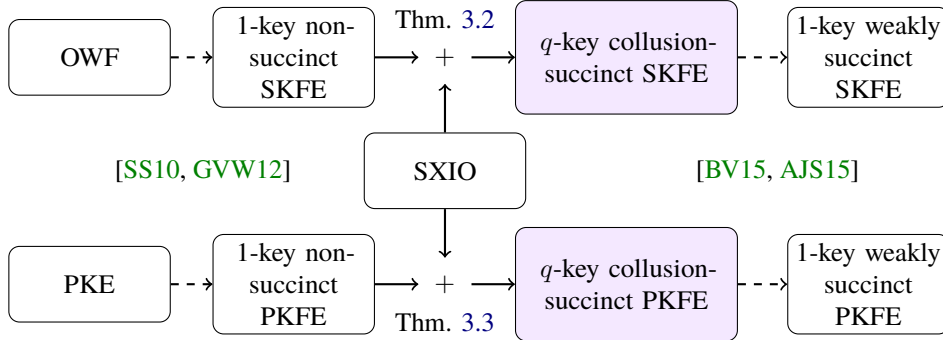 OWF
1-key non-
succinct
SKFE
Thm. 3.2
+
q-key collusion-
succinct SKFE
1-key weakly
succinct
SKFE
[SS10, GVW12]
SXIO
[BV15, AJS15]
PKE
1-key non-
succinct
PKFE
+
Thm. 3.3
q-key collusion-
succinct PKFE
1-key weakly
succinct
PKFE